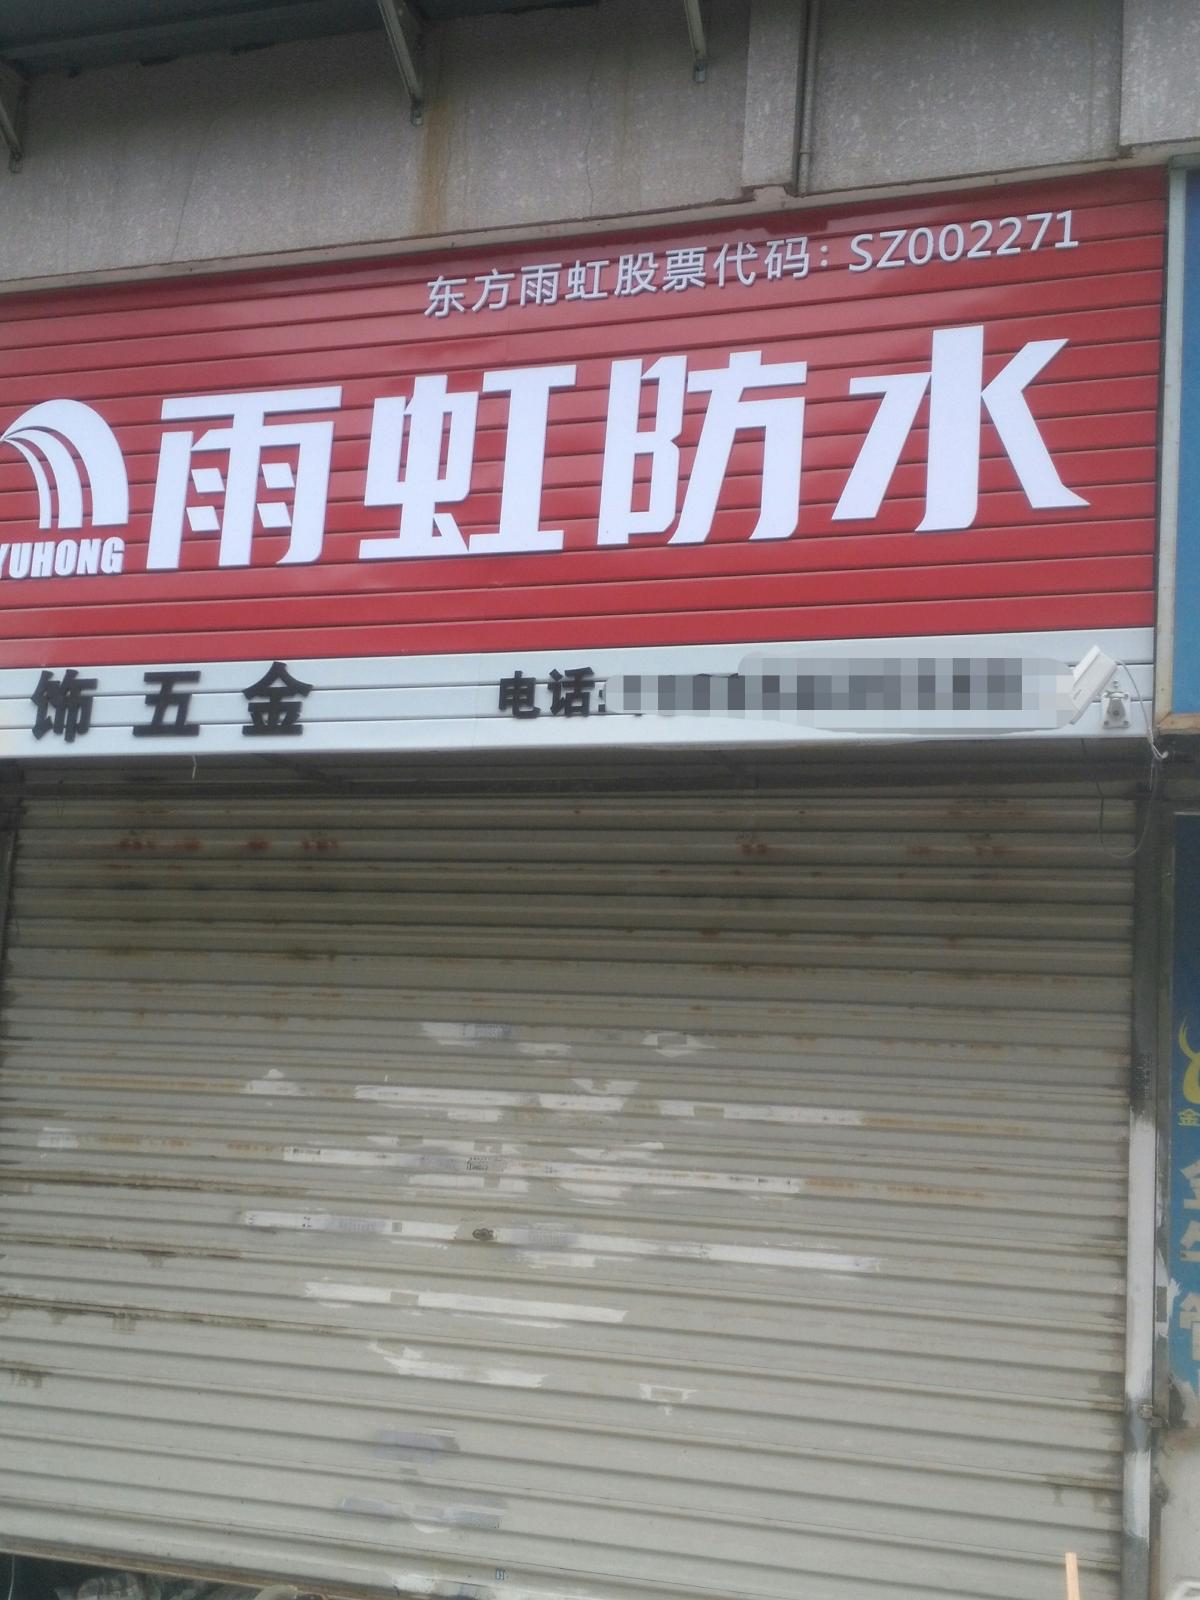 东方雨虹股票代码：SZ002271
雨虹防水
YUHONG
饰五金 电话：
金